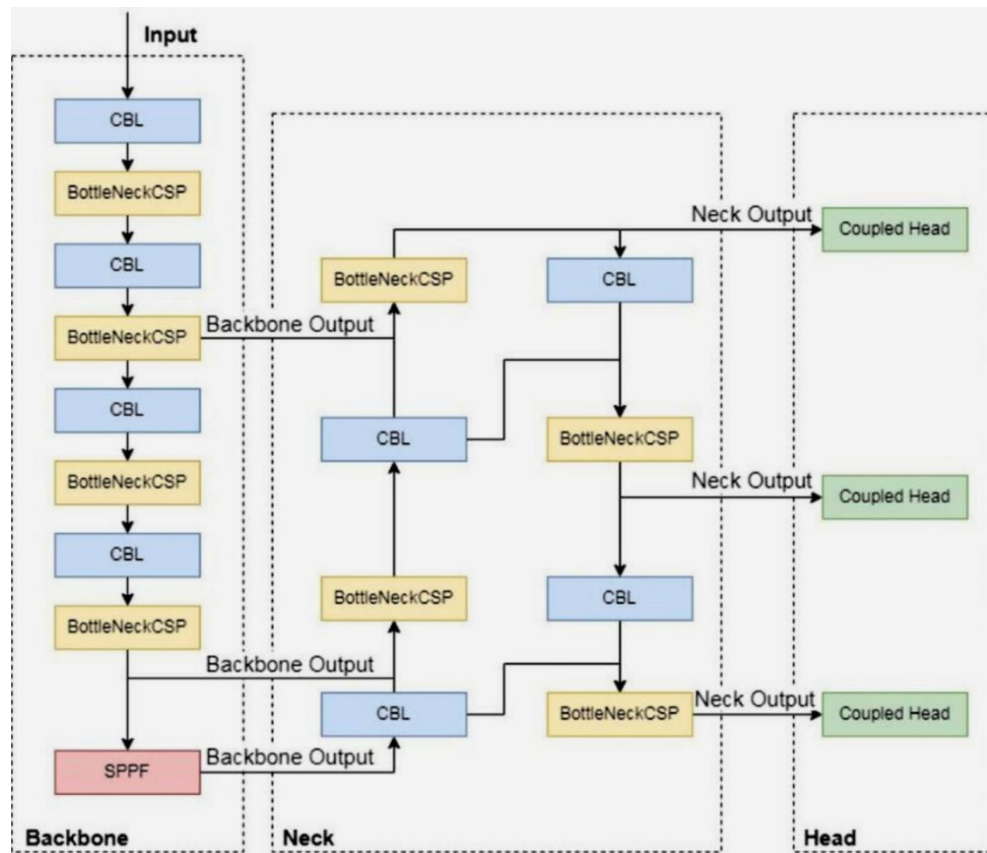 Input
CBL
BottleNeckCSP
CBL
BottleNeckCSP
CBL
BottleNeckCSP
CBL
BottleNeckCSP
SPPF
Backbone
Backbone Output
Backbone Output
Backbone Output
BottleNeckCSP
CBL
BottleNeckCSP
CBL
CBL
BottleNeckCSP
CBL
BottleNeckCSP
Neck
Neck Output
Neck Output
Neck Output
Coupled Head
Coupled Head
Coupled Head
Head